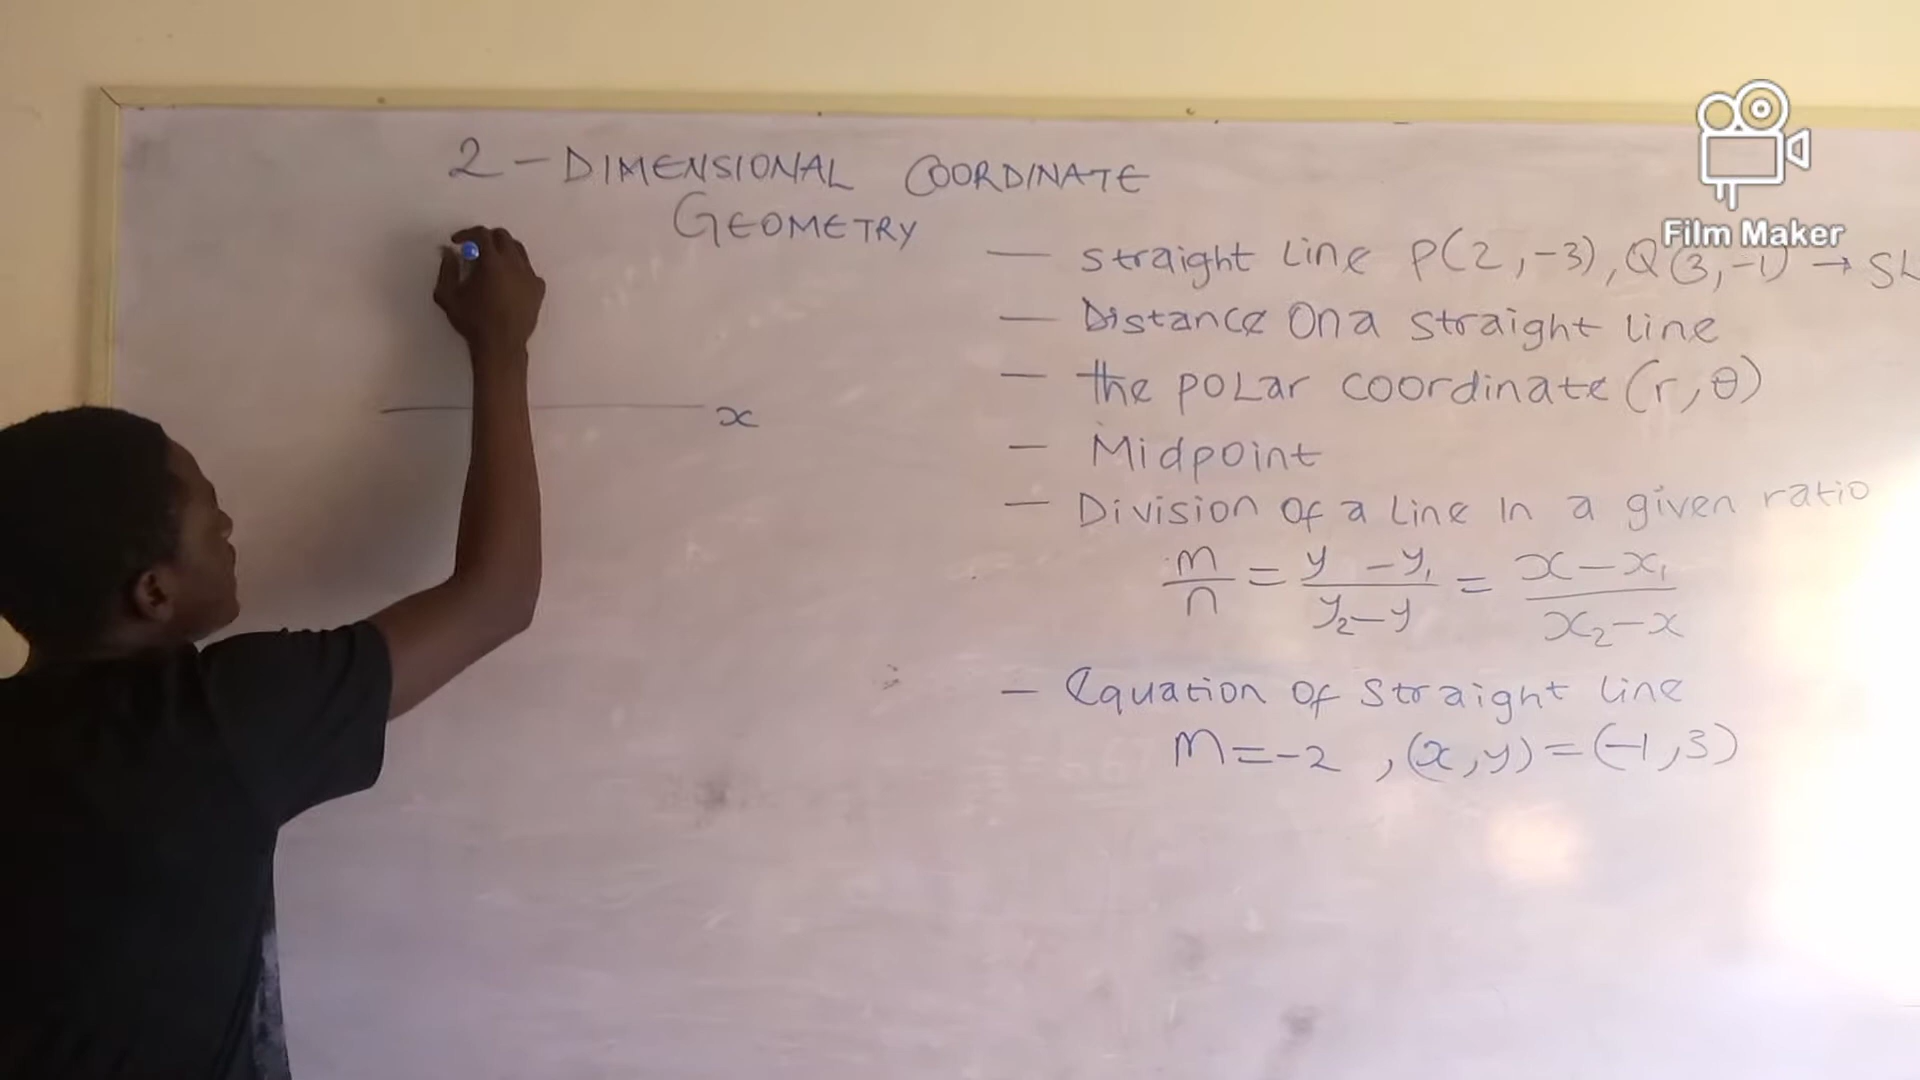 2 - DIMENSIONAL COORDINATE
GEOMETRY
Film Maker
— straight Line P(2,-3), Q(3,-1) → SL
— Distance On a straight line
— the poLar coordinate (r,θ)
x
— Midpoint
— Division of a Line In a given ratio
m/n = y - y₁/y₂-y = x-x₁/x₂-x
— Equation of straight line
M=-2 , (x,y)=(-1,3)